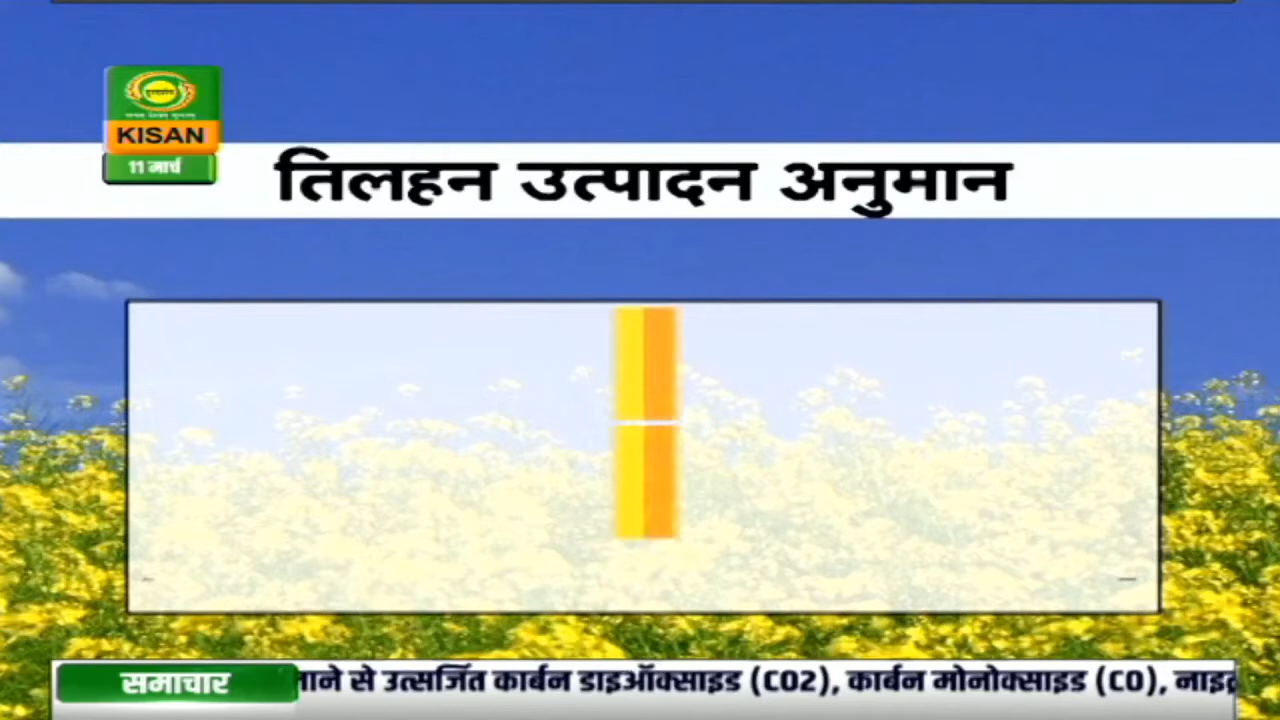 KISAN
11 मार्च
तिलहन उत्पादन अनुमान
समाचार
से उत्सर्जित कार्बन डाइऑक्साइड (CO2), कार्बन मोनोक्साइड (CO),